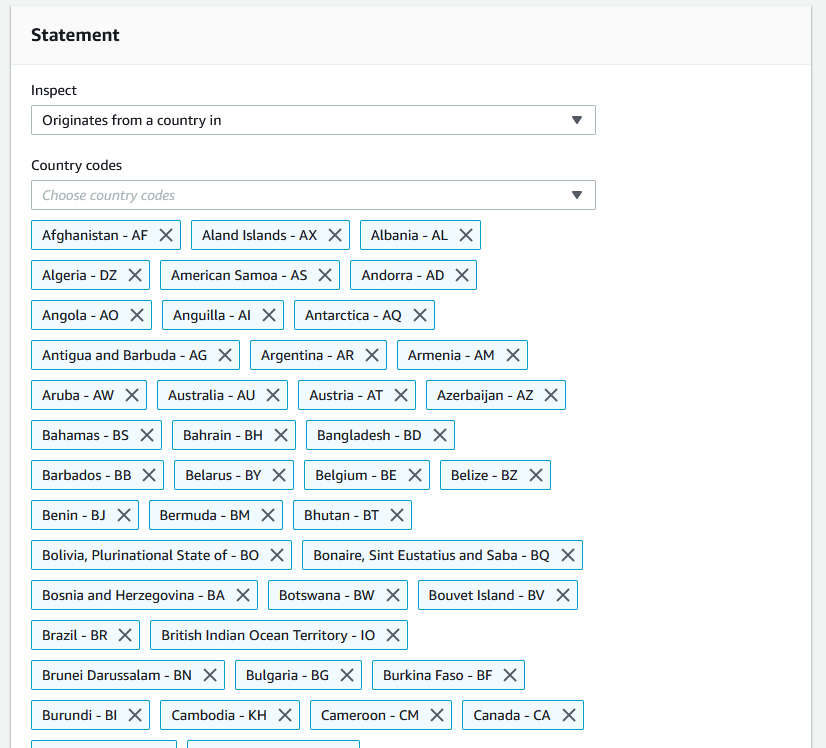 Statement
Inspect
Originates from a country in
Country codes
Choose country codes
Afghanistan - AF Aland Islands - AX Albania - AL
Algeria - DZ American Samoa - AS Andorra - AD
Angola - AO Anguilla - AI Antarctica - AQ
Antigua and Barbuda - AG Argentina - AR Armenia - AM
Aruba - AW Australia - AU Austria - AT Azerbaijan - AZ
Bahamas - BS Bahrain - BH Bangladesh - BD
Barbados - BB Belarus - BY Belgium - BE Belize - BZ
Benin - BJ Bermuda - BM Bhutan - BT
Bolivia, Plurinational State of - BO Bonaire, Sint Eustatius and Saba - BQ
Bosnia and Herzegovina - BA Botswana - BW Bouvet Island - BV
Brazil - BR British Indian Ocean Territory - IO
Brunei Darussalam - BN Bulgaria - BG Burkina Faso - BF
Burundi - BI Cambodia - KH Cameroon - CM Canada - CA